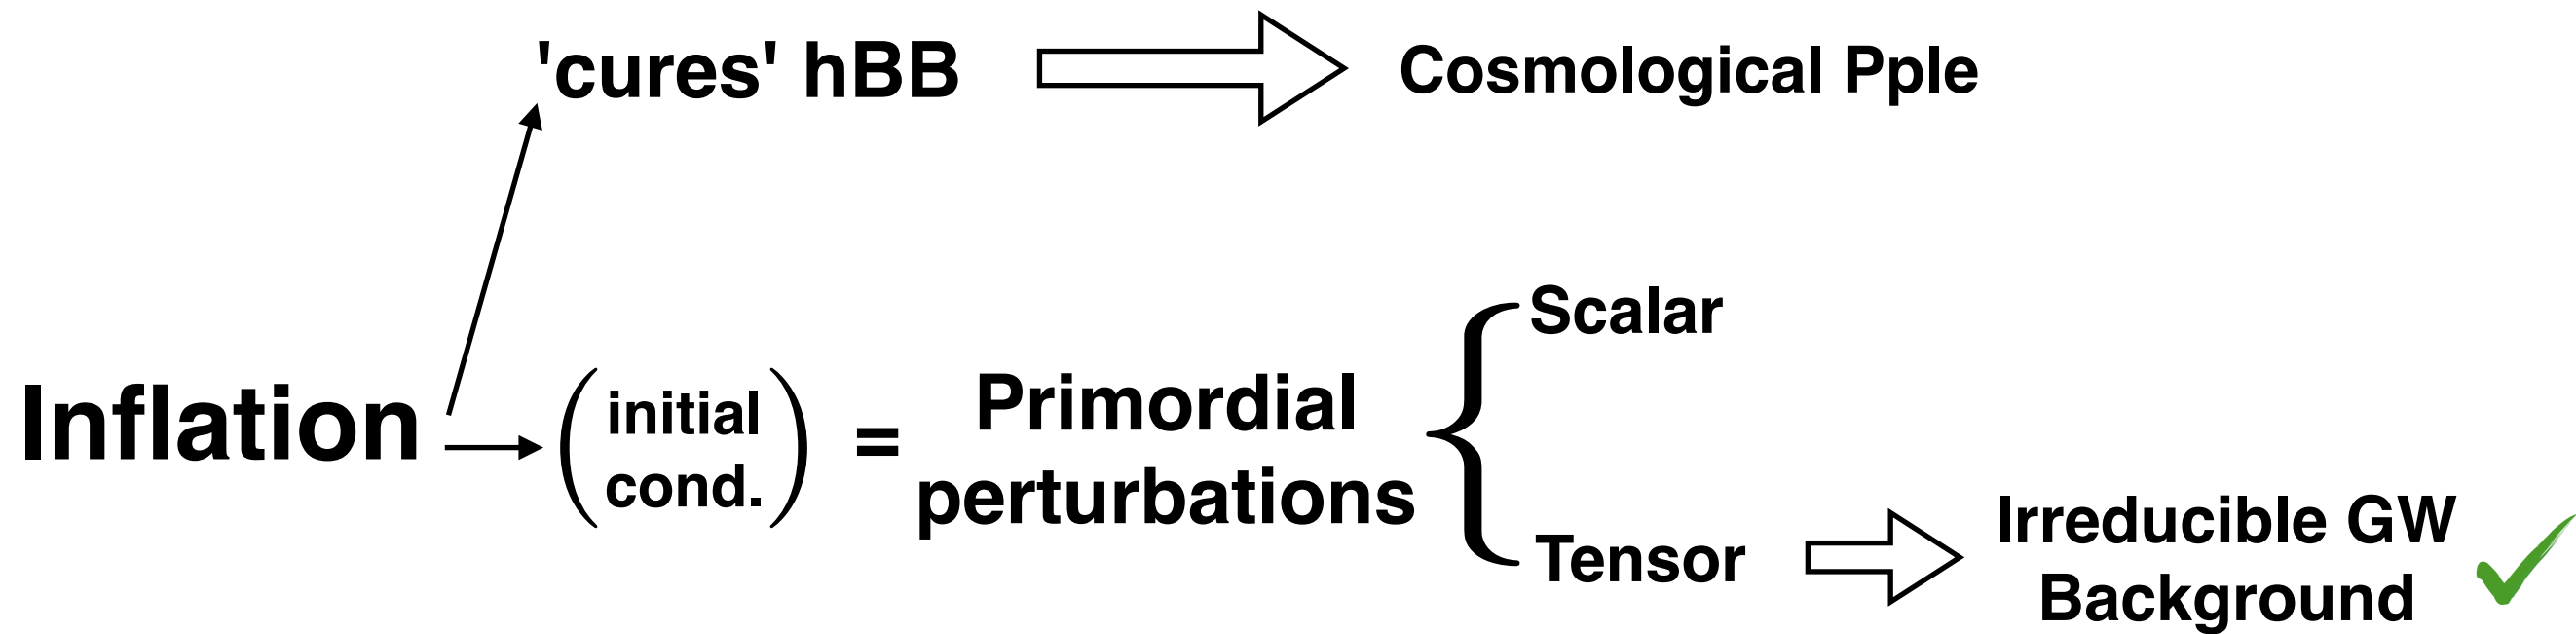 'cures' hBB
Cosmological Pple
Scalar
Inflation
(initial
cond.)
=
Primordial
perturbations
Tensor
Irreducible GW
Background